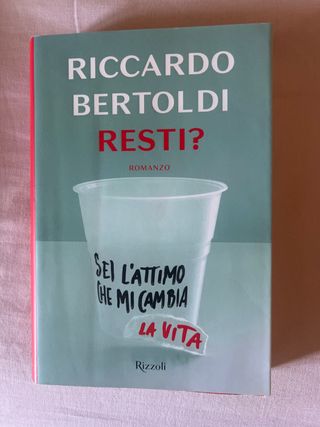 RICCARDO
BERTOLDI
RESTI?
ROMANZO
SEI L'ATTIMO
CHE MI CAMBIA
LA VITA
Rizzoli